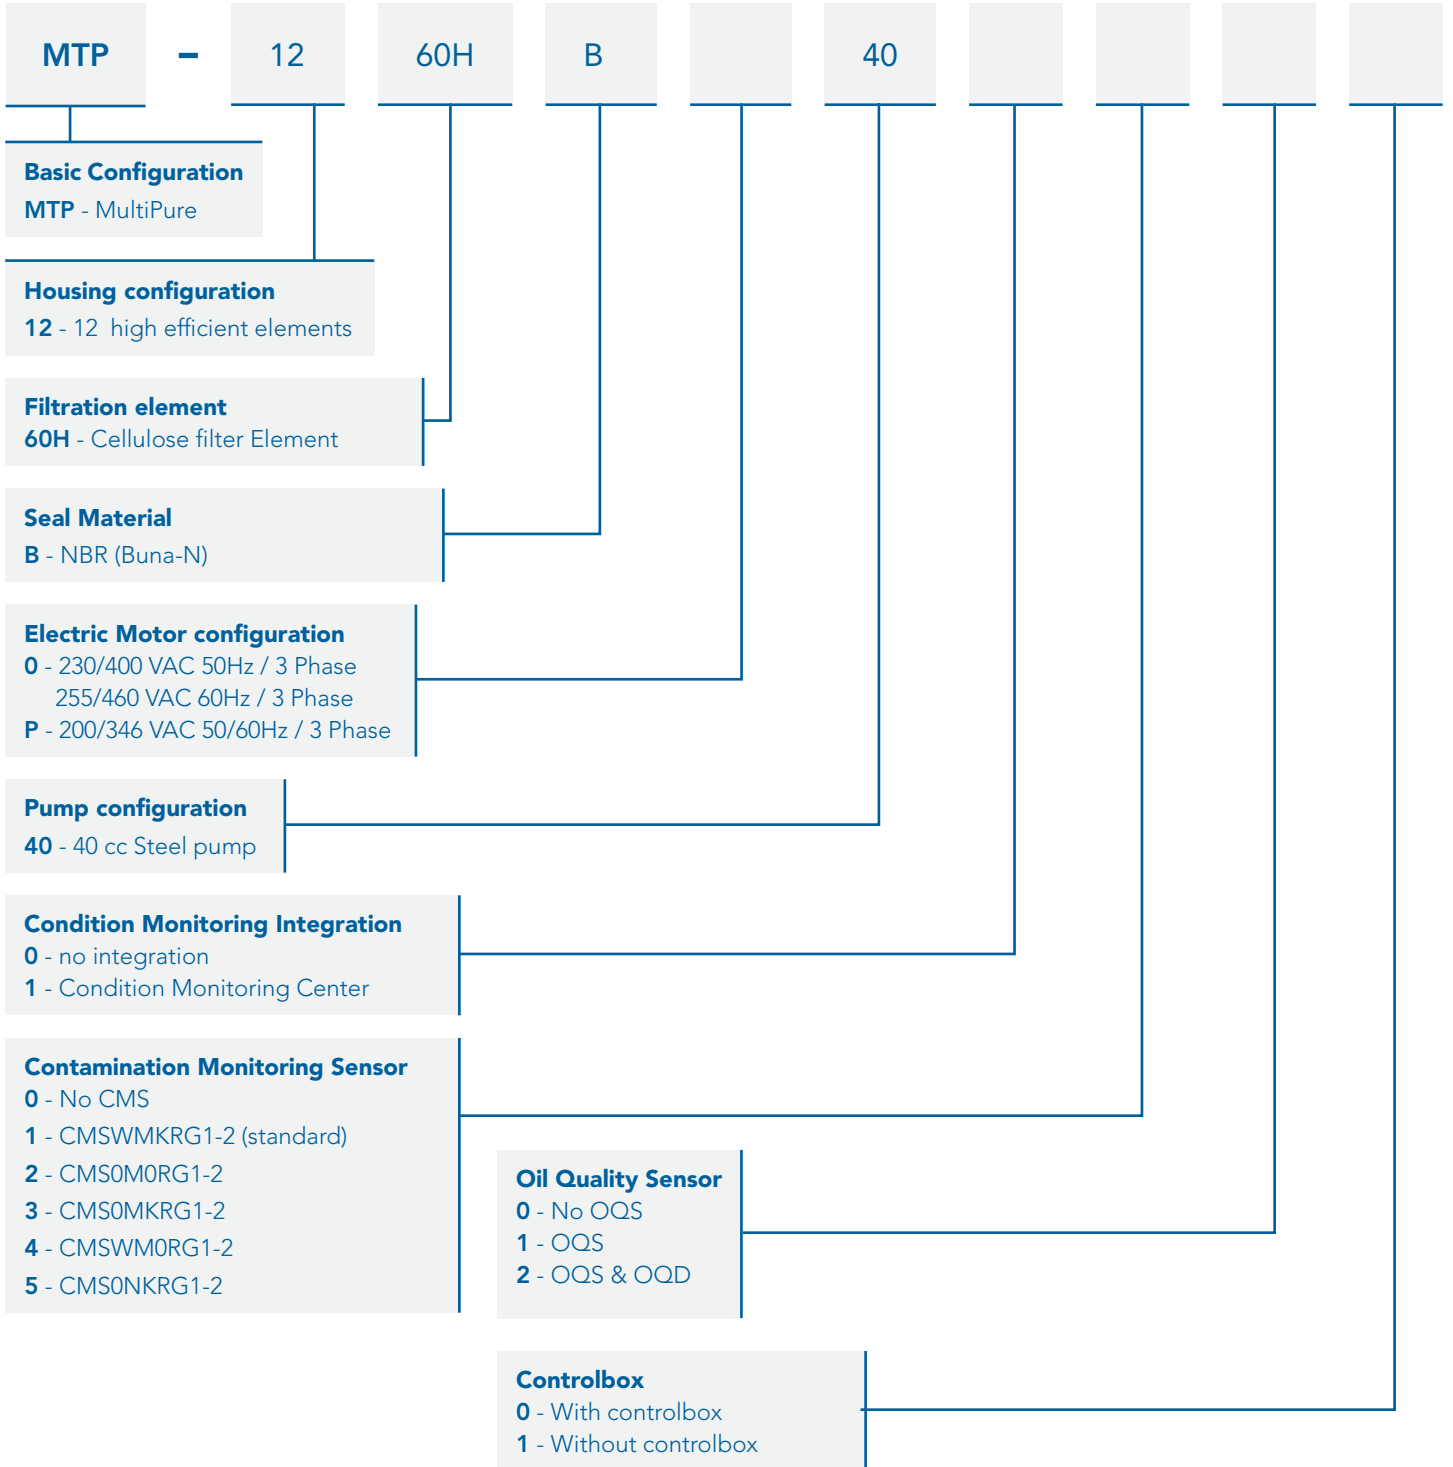 MTP - 12 60H B 40
Basic Configuration
MTP - MultiPure
Housing configuration
12 - 12 high efficient elements
Filtration element
60H - Cellulose filter Element
Seal Material
B - NBR (Buna-N)
Electric Motor configuration
0 - 230/400 VAC 50Hz / 3 Phase
255/460 VAC 60Hz / 3 Phase
P - 200/346 VAC 50/60Hz / 3 Phase
Pump configuration
40 - 40 cc Steel pump
Condition Monitoring Integration
0 - no integration
1 - Condition Monitoring Center
Contamination Monitoring Sensor
0 - No CMS
1 - CMSWMKRG1-2 (standard)
2 - CMS0M0RG1-2
3 - CMS0MKRG1-2
4 - CMSWM0RG1-2
5 - CMS0NKRG1-2
Oil Quality Sensor
0 - No OQS
1 - OQS
2 - OQS & OQD
Controlbox
0 - With controlbox
1 - Without controlbox